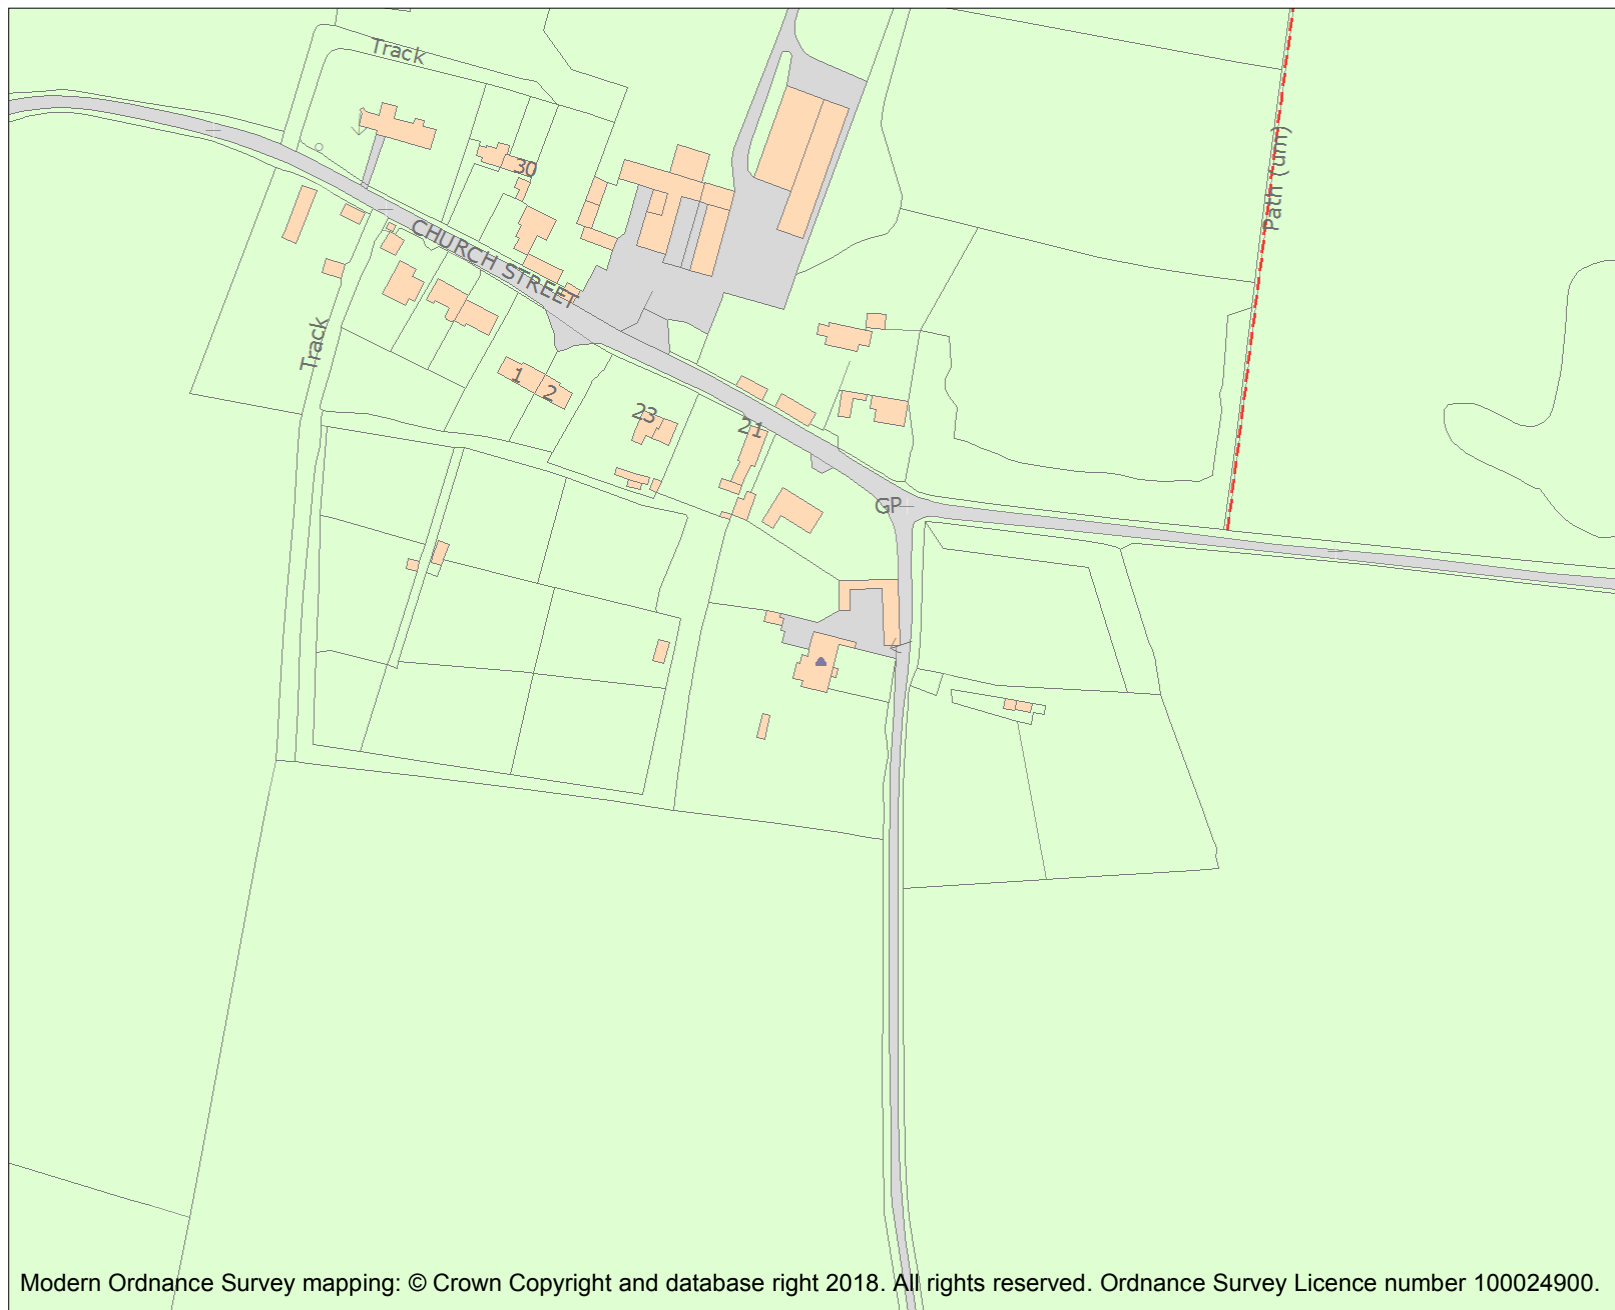 Track
30
Path (um)
CHURCH STREET
Track
1
2
23
21
GP
Modern Ordnance Survey mapping: © Crown Copyright and database right 2018. All rights reserved. Ordnance Survey Licence number 100024900.